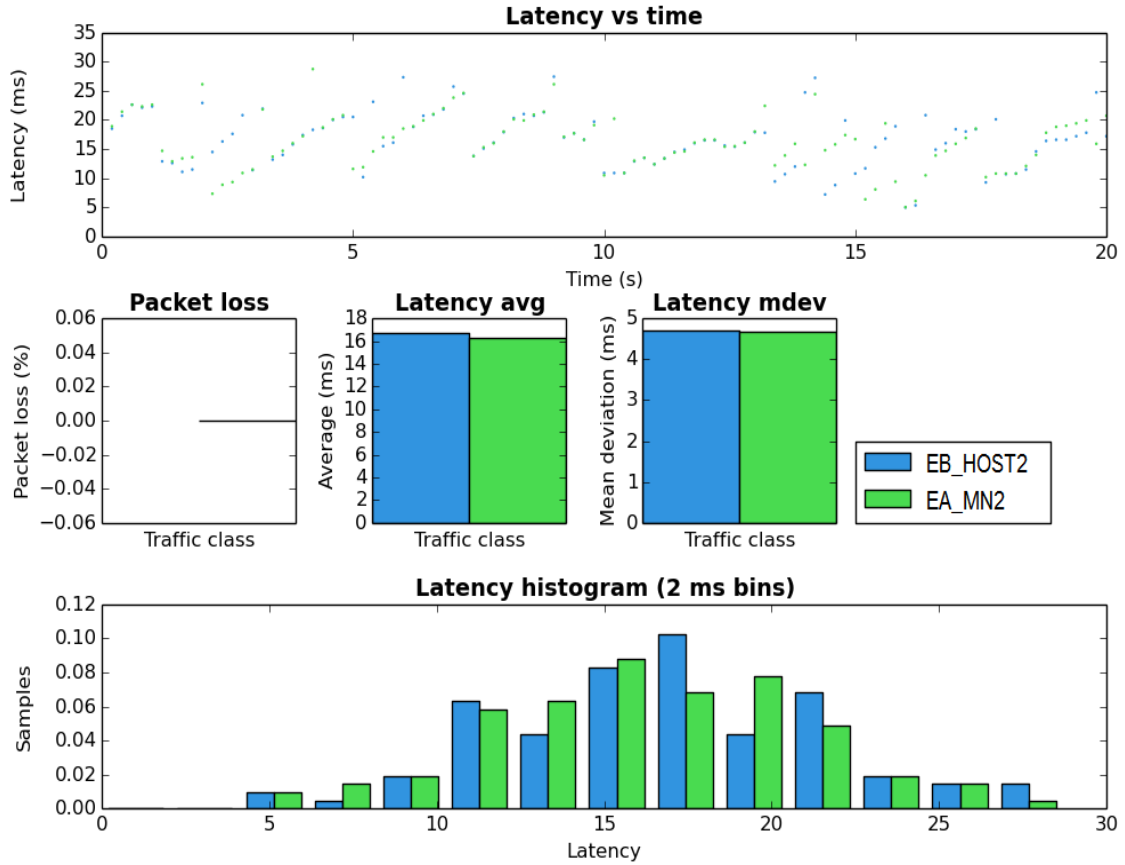 Latency vs time
Latency (ms)
35
30
25
20
15
10
5
0
0 5 10 15 20
Time (s)
Packet loss
Packet loss (%)
0.06
0.04
0.02
0.00
−0.02
−0.04
−0.06
Traffic class
Latency avg
Average (ms)
18
16
14
12
10
8
6
4
2
0
Traffic class
Latency mdev
Mean deviation (ms)
5
4
3
2
1
0
Traffic class
EB_HOST2
EA_MN2
Latency histogram (2 ms bins)
Samples
0.12
0.10
0.08
0.06
0.04
0.02
0.00
0 5 10 15 20 25 30
Latency